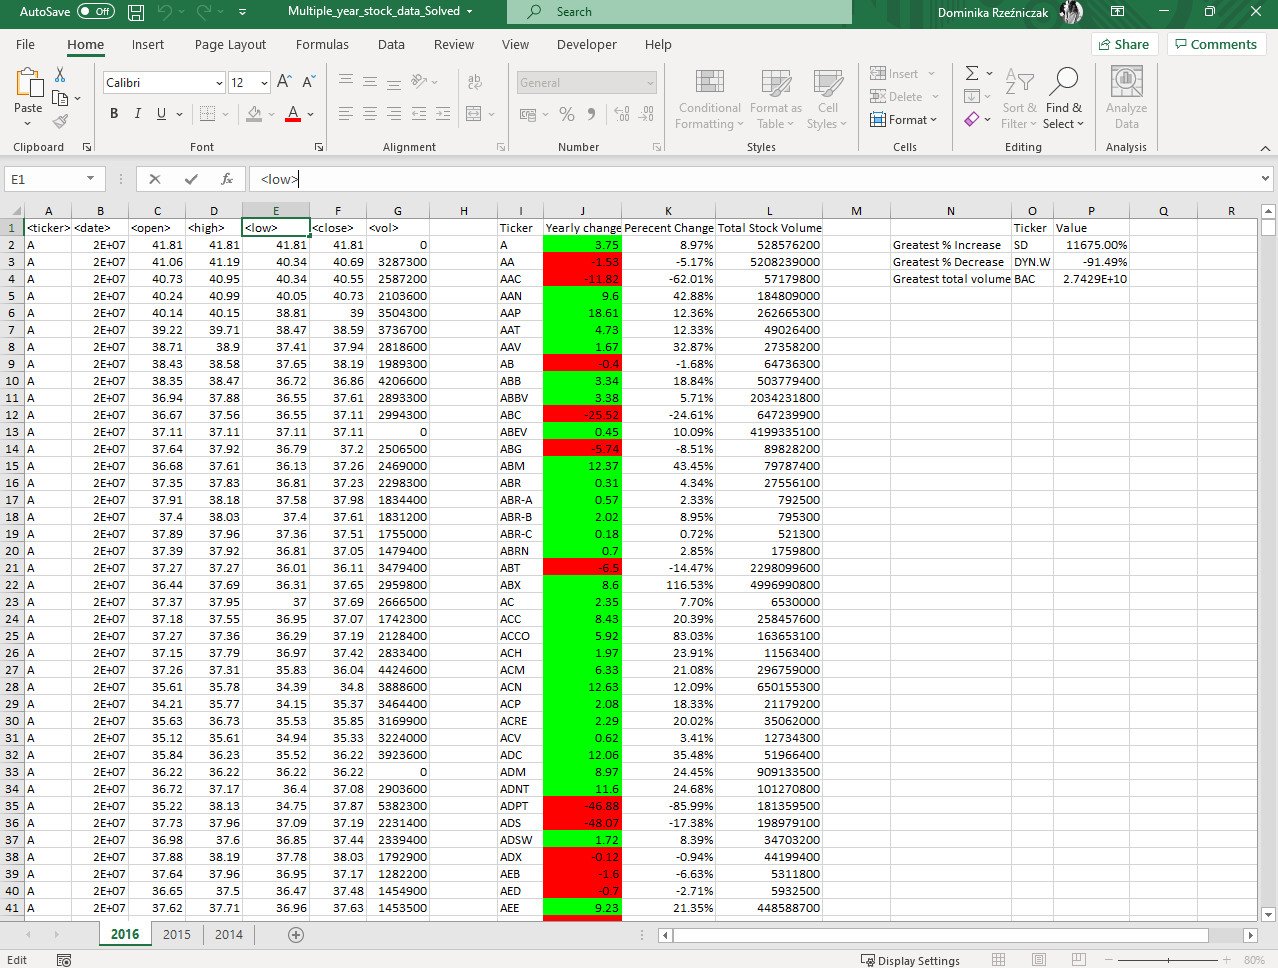 AutoSave Off Multiple_year_stock_data_Solved Search Dominika Rzeźniczak
File Home Insert Page Layout Formulas Data Review View Developer Help Share Comments
Calibri 12 A A General Insert Σ
Paste Conditional Format as Cell Delete Sort & Find & Analyze
B I U A ab % Formatting Table Styles Format Filter Select Data
Clipboard Font Alignment Number Styles Cells Editing Analysis
E1 fx <low>
A B C D E F G H I J K L M N O P Q R
1 <ticker> <date> <open> <high> <low> <close> <vol> Ticker Yearly change Perecent Change Total Stock Volume Ticker Value
2 A 2E+07 41.81 41.81 41.81 41.81 0 A 3.75 8.97% 528576200 Greatest % Increase SD 11675.00%
3 A 2E+07 41.06 41.19 40.34 40.69 3287300 AA -1.53 -5.17% 5208239000 Greatest % Decrease DYN.W -91.49%
4 A 2E+07 40.73 40.95 40.34 40.55 2587200 AAC -11.82 -62.01% 57179800 Greatest total volume BAC 2.7429E+10
5 A 2E+07 40.24 40.99 40.05 40.73 2103600 AAN 9.6 42.88% 184809000
6 A 2E+07 40.14 40.15 38.81 39 3504300 AAP 18.61 12.36% 262665300
7 A 2E+07 39.22 39.71 38.47 38.59 3736700 AAT 4.73 12.33% 49026400
8 A 2E+07 38.71 38.9 37.41 37.94 2818600 AAV 1.67 32.87% 27358200
9 A 2E+07 38.43 38.58 37.65 38.19 1989300 AB -0.4 -1.68% 64736300
10 A 2E+07 38.35 38.47 36.72 36.86 4206600 ABB 3.34 18.84% 503779400
11 A 2E+07 36.94 37.88 36.55 37.61 2893300 ABBV 3.38 5.71% 2034231800
12 A 2E+07 36.67 37.56 36.55 37.11 2994300 ABC -25.52 -24.61% 647239900
13 A 2E+07 37.11 37.11 37.11 37.11 0 ABEV 0.45 10.09% 4199335100
14 A 2E+07 37.64 37.92 36.79 37.2 2506500 ABG -5.74 -8.51% 89828200
15 A 2E+07 36.68 37.61 36.13 37.26 2469000 ABM 12.37 43.45% 79787400
16 A 2E+07 37.35 37.83 36.81 37.23 2298300 ABR 0.31 4.34% 27556100
17 A 2E+07 37.91 38.18 37.58 37.98 1834400 ABR-A 0.57 2.33% 792500
18 A 2E+07 37.4 38.03 37.4 37.61 1831200 ABR-B 2.02 8.95% 795300
19 A 2E+07 37.89 37.96 37.36 37.51 1755000 ABR-C 0.18 0.72% 521300
20 A 2E+07 37.39 37.92 36.81 37.05 1479400 ABRN 0.7 2.85% 1759800
21 A 2E+07 37.27 37.27 36.01 36.11 3479400 ABT -6.5 -14.47% 2298099600
22 A 2E+07 36.44 37.69 36.31 37.65 2959800 ABX 8.6 116.53% 4996990800
23 A 2E+07 37.37 37.95 37 37.69 2666500 AC 2.35 7.70% 6530000
24 A 2E+07 37.18 37.55 36.95 37.07 1742300 ACC 8.43 20.39% 258457600
25 A 2E+07 37.27 37.36 36.29 37.19 2128400 ACCO 5.92 83.03% 163653100
26 A 2E+07 37.15 37.79 36.97 37.42 2833400 ACH 1.97 23.91% 11563400
27 A 2E+07 37.26 37.31 35.83 36.04 4424600 ACM 6.33 21.08% 296759000
28 A 2E+07 35.61 35.78 34.39 34.8 3888600 ACN 12.63 12.09% 650155300
29 A 2E+07 34.21 35.77 34.15 35.37 3464400 ACP 2.08 18.33% 21179200
30 A 2E+07 35.63 36.73 35.53 35.85 3169900 ACRE 2.29 20.02% 35062000
31 A 2E+07 35.12 35.61 34.94 35.33 3224000 ACV 0.62 3.41% 12734300
32 A 2E+07 35.84 36.23 35.52 36.22 3923600 ADC 12.06 35.48% 51966400
33 A 2E+07 36.22 36.22 36.22 36.22 0 ADM 8.97 24.45% 909133500
34 A 2E+07 36.72 37.17 36.4 37.08 2903600 ADNT 11.6 24.68% 101270800
35 A 2E+07 35.22 38.13 34.75 37.87 5382300 ADPT -46.88 -85.99% 181359500
36 A 2E+07 37.73 37.96 37.09 37.19 2231400 ADS -48.07 -17.38% 198979100
37 A 2E+07 36.98 37.6 36.85 37.44 2339400 ADSW 1.72 8.39% 34703200
38 A 2E+07 37.88 38.19 37.78 38.03 1792900 ADX -0.12 -0.94% 44199400
39 A 2E+07 37.64 37.96 36.95 37.17 1282200 AEB -1.6 -6.63% 5311800
40 A 2E+07 36.65 37.5 36.47 37.48 1454900 AED -0.7 -2.71% 5932500
41 A 2E+07 37.62 37.71 36.96 37.63 1453500 AEE 9.23 21.35% 448588700
2016 2015 2014
Edit Display Settings 80%